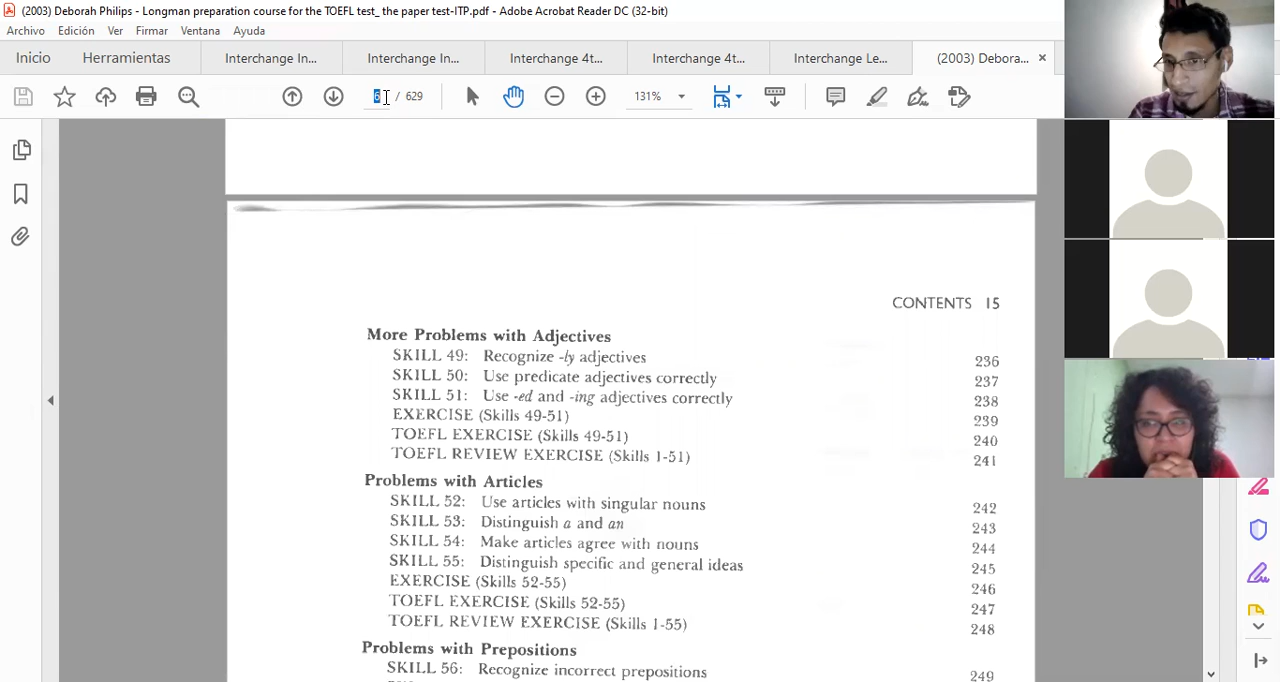 (2003) Deborah Philips - Longman preparation course for the TOEFL test_ the paper test-ITP.pdf - Adobe Acrobat Reader DC (32-bit)
Archivo Edición Ver Firmar Ventana Ayuda
Inicio Herramientas Interchange In... Interchange In... Interchange 4t... Interchange 4t... Interchange Le... (2003) Debora... ×
6 / 629 131%
CONTENTS 15
More Problems with Adjectives
SKILL 49: Recognize -ly adjectives 236
SKILL 50: Use predicate adjectives correctly 237
SKILL 51: Use -ed and -ing adjectives correctly 238
EXERCISE (Skills 49-51) 239
TOEFL EXERCISE (Skills 49-51) 240
TOEFL REVIEW EXERCISE (Skills 1-51) 241
Problems with Articles
SKILL 52: Use articles with singular nouns 242
SKILL 53: Distinguish a and an 243
SKILL 54: Make articles agree with nouns 244
SKILL 55: Distinguish specific and general ideas 245
EXERCISE (Skills 52-55) 246
TOEFL EXERCISE (Skills 52-55) 247
TOEFL REVIEW EXERCISE (Skills 1-55) 248
Problems with Prepositions
SKILL 56: Recognize incorrect prepositions 249